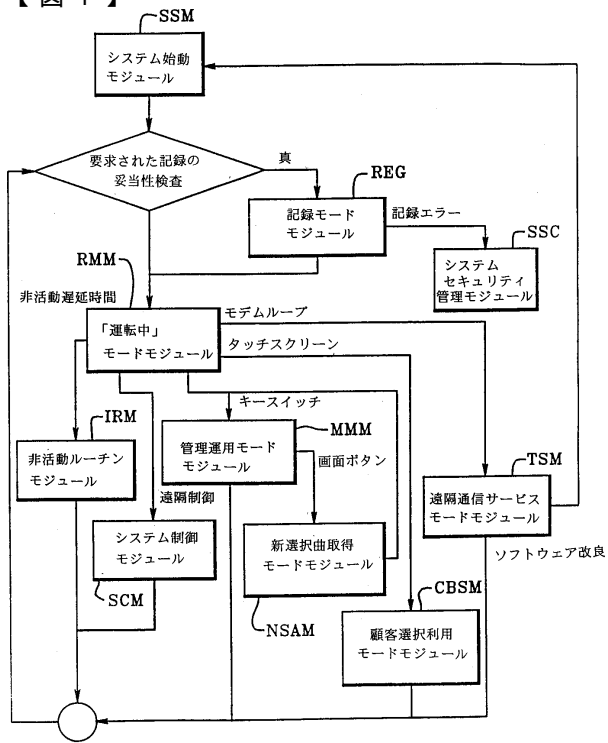 【図1】
SSM
システム始動
モジュール
要求された記録の
妥当性検査
真
REG
記録モード
モジュール
記録エラー
SSC
システム
セキュリティ
管理モジュール
RMM
非活動遅延時間
「運転中」
モードモジュール
モデムループ
タッチスクリーン
キースイッチ
IRM
非活動ルーチン
モジュール
MMM
管理運用モード
モジュール
画面ボタン
TSM
遠隔通信サービス
モードモジュール
遠隔制御
システム制御
モジュール
SCM
新選択曲取得
モードモジュール
NSAM
ソフトウェア改良
CBSM
顧客選択利用
モードモジュール